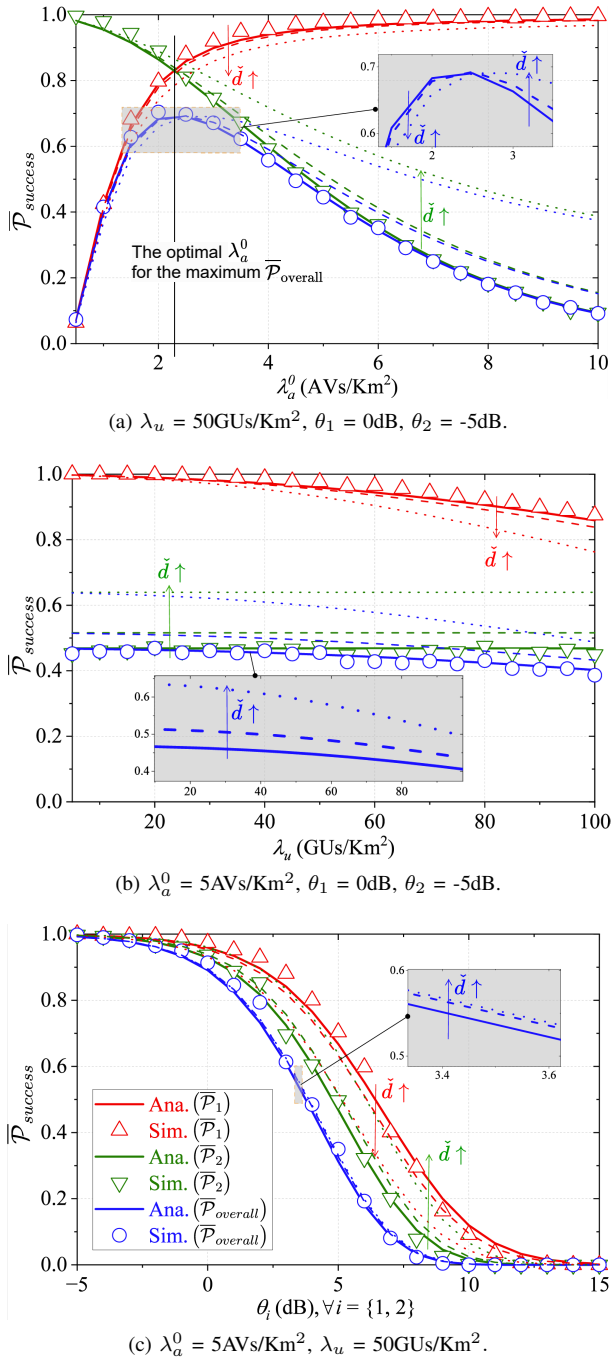 1.0
0.8
0.6
0.4
0.2
0.0
P̅success
ď ↑
0.7
0.6
2
3
ď ↑
ď ↑
ď ↑
The optimal λa⁰
for the maximum P̅overall
2
4
6
8
10
λa⁰ (AVs/Km²)
(a) λu = 50GUs/Km², θ1 = 0dB, θ2 = -5dB.
1.0
0.8
0.6
0.4
0.2
0.0
P̅success
ď ↑
ď ↑
0.6
0.5
0.4
ď ↑
20
40
60
80
20
40
60
80
100
λu (GUs/Km²)
(b) λa⁰ = 5AVs/Km², θ1 = 0dB, θ2 = -5dB.
1.0
0.8
0.6
0.4
0.2
0.0
P̅success
0.6
0.5
ď ↑
3.4
3.6
ď ↑
ď ↑
Ana. (P̅1)
Sim. (P̅1)
Ana. (P̅2)
Sim. (P̅2)
Ana. (P̅overall)
Sim. (P̅overall)
−5
0
5
10
15
θi (dB), ∀i = {1, 2}
(c) λa⁰ = 5AVs/Km², λu = 50GUs/Km².